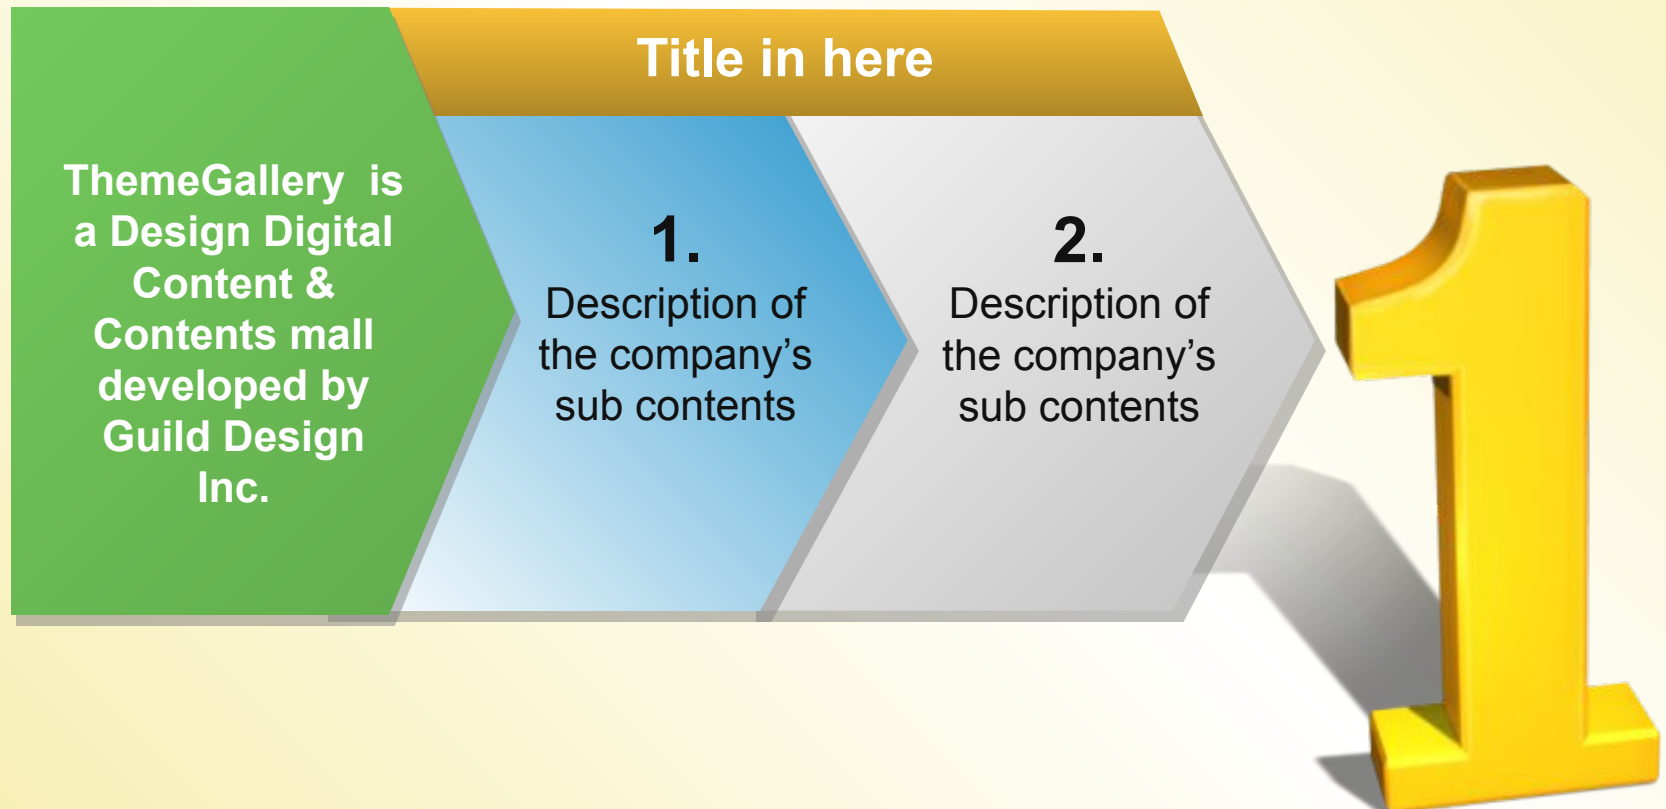 Title in here
ThemeGallery  is
a Design Digital
Content &
Contents mall
developed by
Guild Design
Inc.
1.
Description of
the company’s
sub contents
2.
Description of
the company’s
sub contents
1